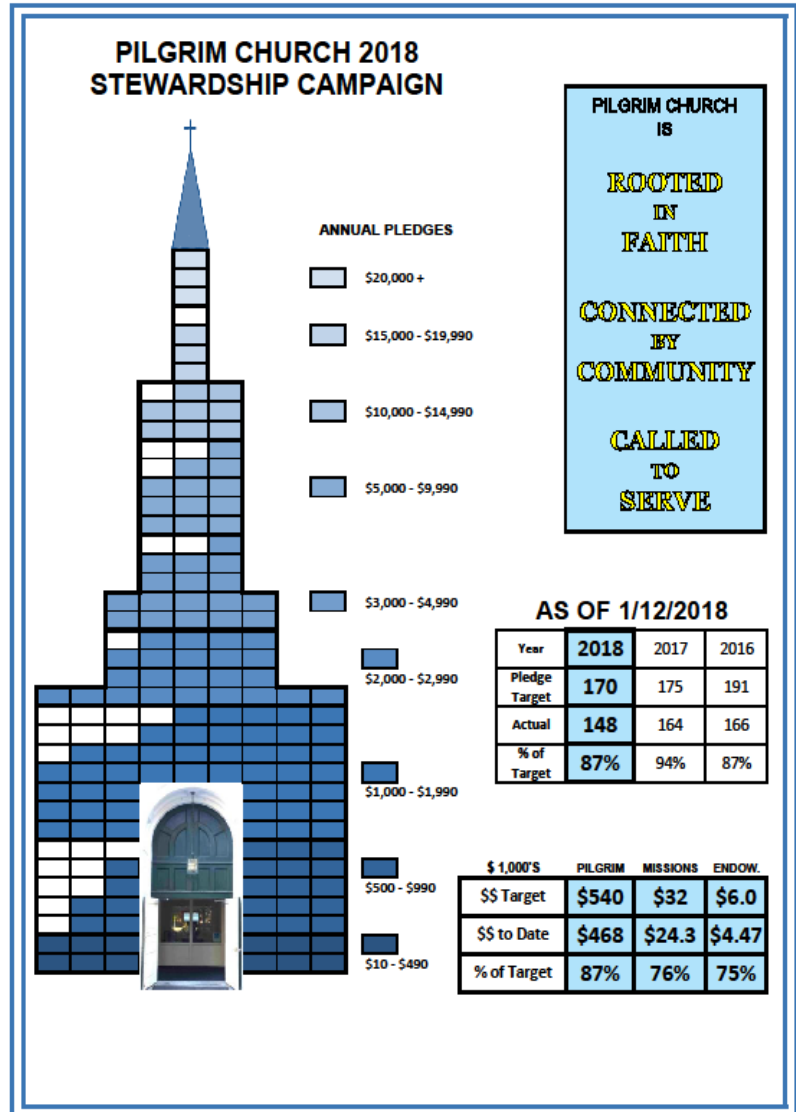 PILGRIM CHURCH 2018
STEWARDSHIP CAMPAIGN
PILGRIM CHURCH
IS
ROOTED
IN
FAITH
CONNECTED
BY
COMMUNITY
CALLED
TO
SERVE
ANNUAL PLEDGES
$20,000 +
$15,000 - $19,990
$10,000 - $14,990
$5,000 - $9,990
$3,000 - $4,990
$2,000 - $2,990
$1,000 - $1,990
$500 - $990
$10 - $490
AS OF 1/12/2018
Year 2018 2017 2016
Pledge
Target 170 175 191
Actual 148 164 166
% of
Target 87% 94% 87%
$ 1,000'S PILGRIM MISSIONS ENDOW.
$$ Target $540 $32 $6.0
$$ to Date $468 $24.3 $4.47
% of Target 87% 76% 75%